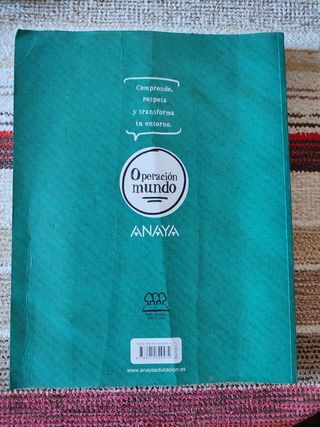 Comprende,
respeta
y transforma
tu entorno.
Operación
mundo
ANAYA
www.anayaeducacion.es